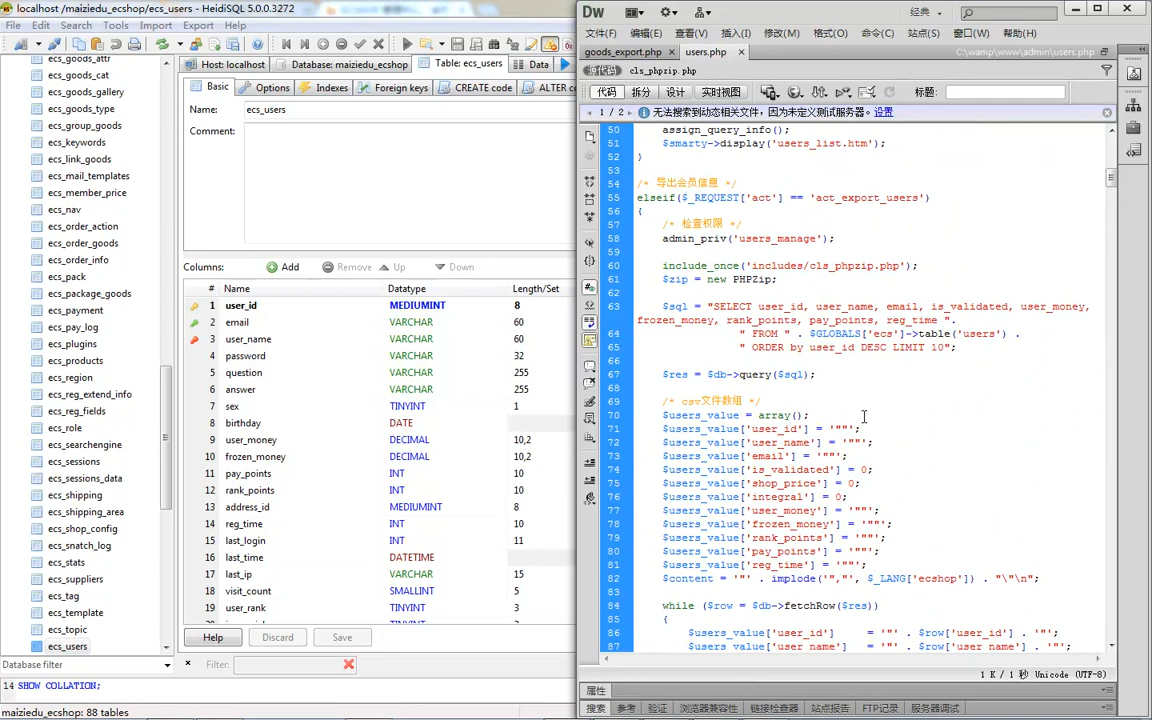 maiziedu_ecshop/ecs_users - HeidiSQL 5.0.0.3272
File Edit Search Tools Import Export Window Help
ecs_goods_attr
ecs_goods_cat
ecs_goods_gallery
ecs_goods_type
ecs_group_goods
ecs_keywords
ecs_link_goods
ecs_mail_templates
ecs_member_price
ecs_nav
ecs_order_action
ecs_order_goods
ecs_order_info
ecs_pack
ecs_package_goods
ecs_payment
ecs_pay_log
ecs_plugins
ecs_products
ecs_region
ecs_reg_extend_info
ecs_reg_fields
ecs_role
ecs_searchengine
ecs_sessions
ecs_sessions_data
ecs_shipping
ecs_shipping_area
ecs_shop_config
ecs_snatch_log
ecs_stats
ecs_suppliers
ecs_tag
ecs_template
ecs_topic
ecs_users
Database filter
Host: localhost Database: maiziedu_ecshop Table: ecs_users Data
Basic Options Indexes Foreign keys CREATE code ALTER co
Name: ecs_users
Comment:
Columns: Add Remove Up Down
# Name Datatype Length/Set
1 user_id MEDIUMINT 8
2 email VARCHAR 60
3 user_name VARCHAR 60
4 password VARCHAR 32
5 question VARCHAR 255
6 answer VARCHAR 255
7 sex TINYINT 1
8 birthday DATE
9 user_money DECIMAL 10,2
10 frozen_money DECIMAL 10,2
11 pay_points INT 10
12 rank_points INT 10
13 address_id MEDIUMINT 8
14 reg_time INT 10
15 last_login INT 11
16 last_time DATETIME
17 last_ip VARCHAR 15
18 visit_count SMALLINT 5
19 user_rank TINYINT 3
Help Discard Save
Filter:
14 SHOW COLLATION;
maiziedu_ecshop: 88 tables
Dw 经典
文件(F) 编辑(E) 查看(V) 插入(I) 修改(M) 格式(O) 命令(C) 站点(S) 窗口(W) 帮助(H)
goods_export.php × users.php × C:\wamp\www\admin\users.php
源代码 cls_phpzip.php
代码 拆分 设计 实时视图 标题:
1 / 2 无法搜索到动态相关文件，因为未定义测试服务器。 设置
50 assign_query_info();
51 $smarty->display('users_list.htm');
52 }
53
54 /* 导出会员信息 */
55 elseif($_REQUEST['act'] == 'act_export_users')
56 {
57 /* 检查权限 */
58 admin_priv('users_manage');
59
60 include_once('includes/cls_phpzip.php');
61 $zip = new PHPZip;
62
63 $sql = "SELECT user_id, user_name, email, is_validated, user_money,
frozen_money, rank_points, pay_points, reg_time ".
64 " FROM " . $GLOBALS['ecs']->table('users') .
65 " ORDER by user_id DESC LIMIT 10";
66
67 $res = $db->query($sql);
68
69 /* csv文件数组 */
70 $users_value = array();
71 $users_value['user_id'] = '""';
72 $users_value['user_name'] = '""';
73 $users_value['email'] = '""';
74 $users_value['is_validated'] = 0;
75 $users_value['shop_price'] = 0;
76 $users_value['integral'] = 0;
77 $users_value['user_money'] = '""';
78 $users_value['frozen_money'] = '""';
79 $users_value['rank_points'] = '""';
80 $users_value['pay_points'] = '""';
81 $users_value['reg_time'] = '""';
82 $content = '"' . implode('","', $_LANG['ecshop']) . "\"\n";
83
84 while ($row = $db->fetchRow($res))
85 {
86 $users_value['user_id'] = '"' . $row['user_id'] . '"';
87 $users_value['user_name'] = '"' . $row['user_name'] . '"';
1 K / 1 秒 Unicode (UTF-8)
属性
搜索 参考 验证 浏览器兼容性 链接检查器 站点报告 FTP记录 服务器调试